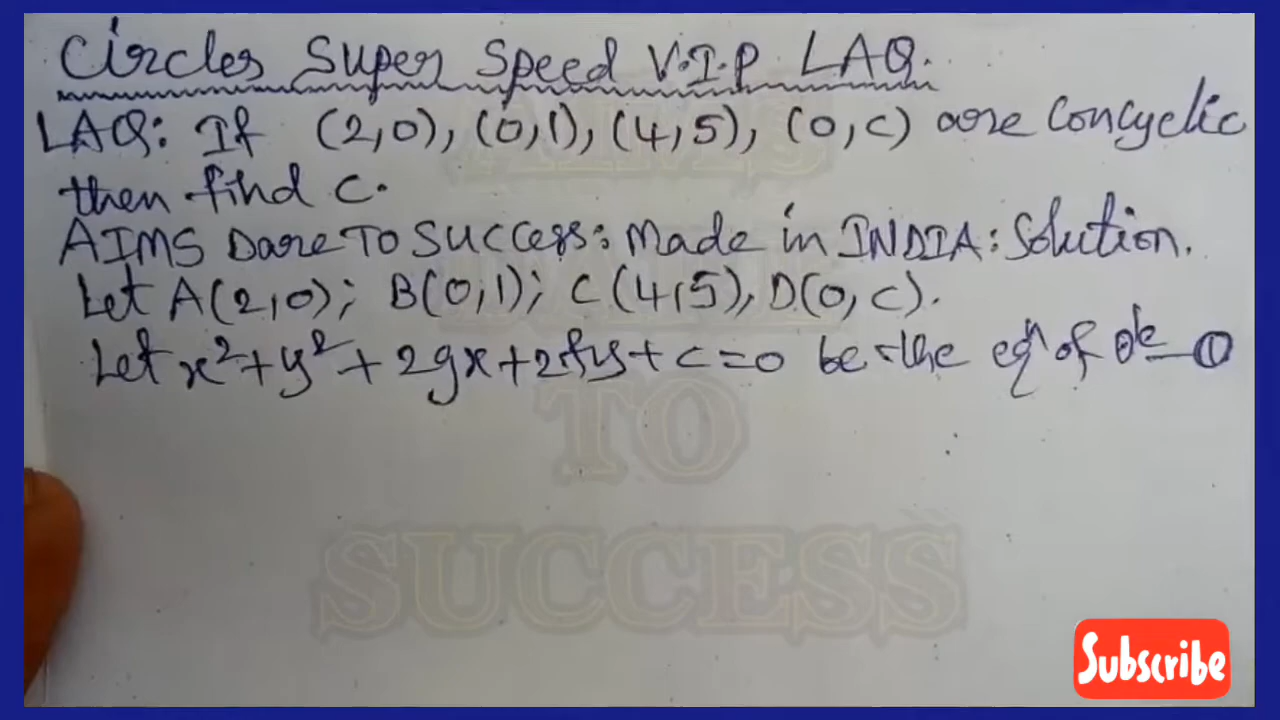 Circles Super Speed V.I.P LAQ.
LAQ: If (2,0), (0,1), (4,5), (0,c) are concyclic
then find c.
AIMS Dare To Success: Made in INDIA: Solution.
Let A(2,0); B(0,1); C(4,5), D(0,c).
Let x²+y²+2gx+2fy+c=0 be the eqⁿ of Θle —①
TO
SUCCESS
Subscribe